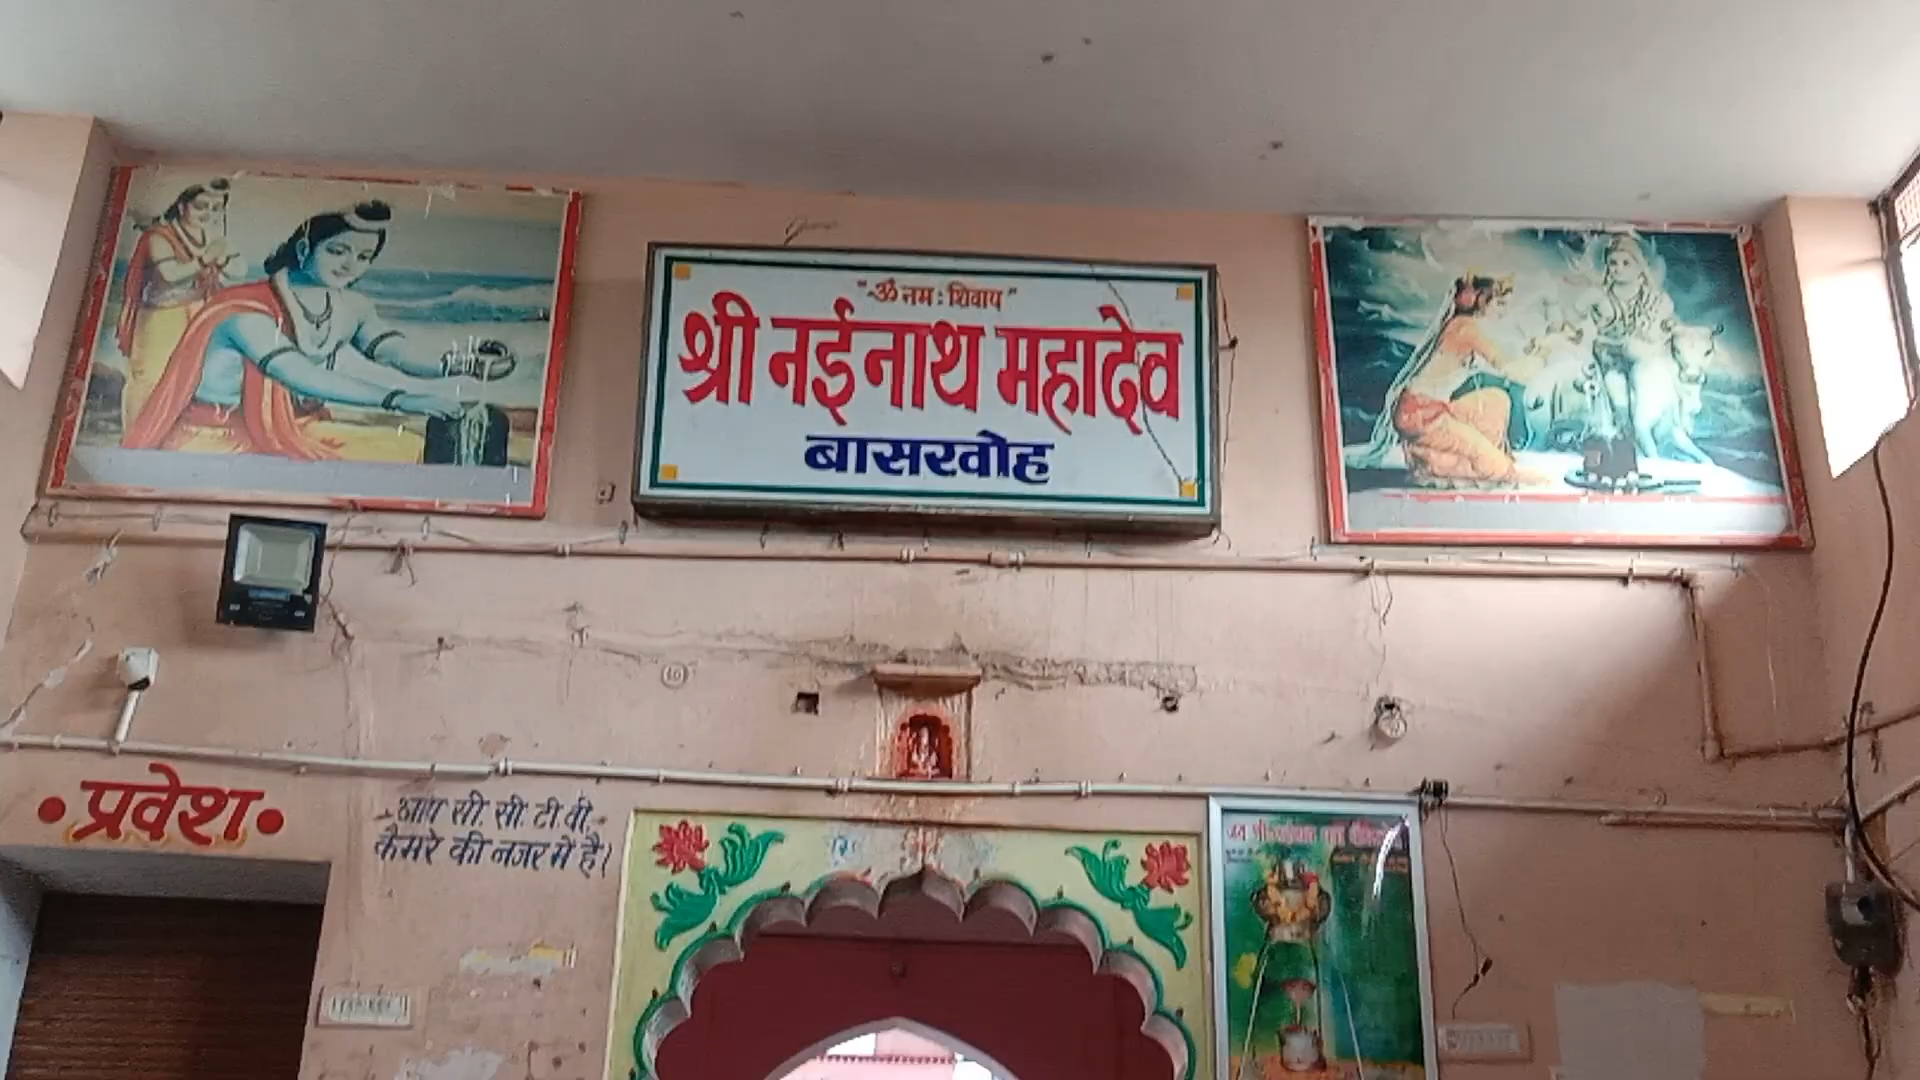 "ॐ नम: शिवाय"
श्री नईनाथ महादेव
बासखोह
• प्रवेश •
आप सी. सी. टी. वी.
कैमरे की नजर में है।